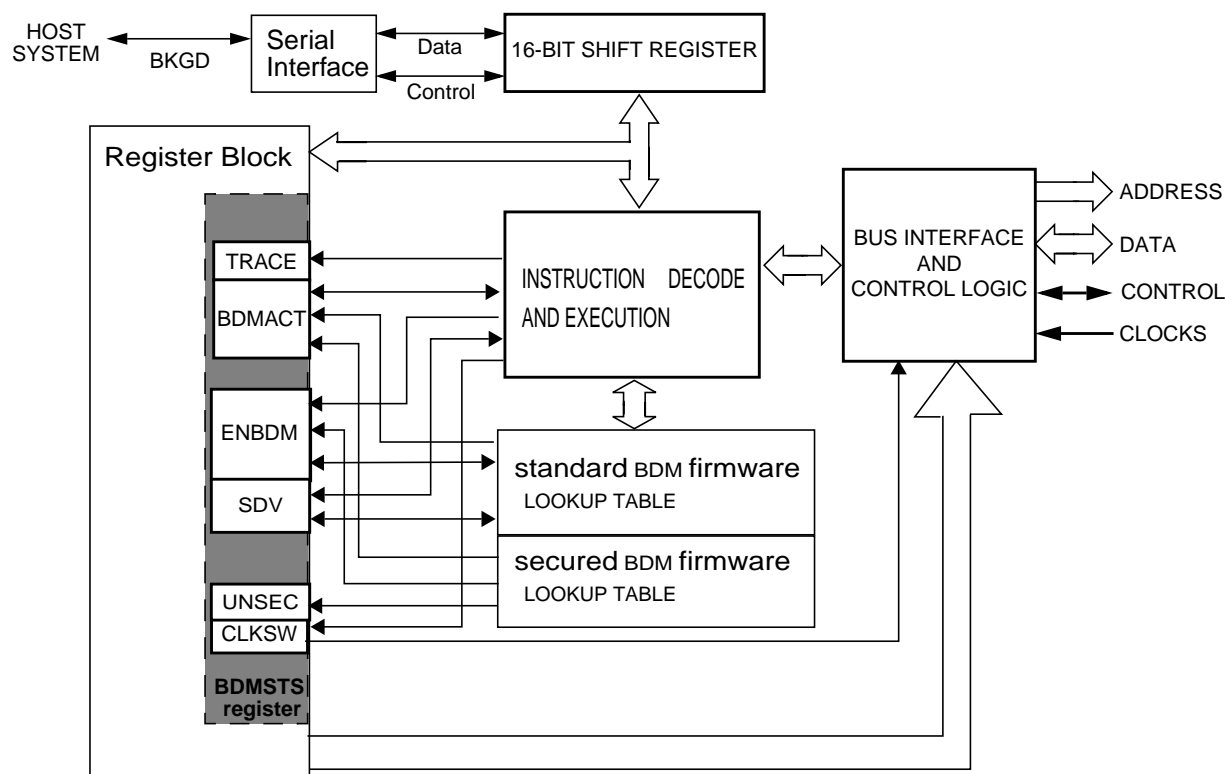 HOST
SYSTEM
BKGD
Serial
Interface
Data
Control
16-BIT SHIFT REGISTER
Register Block
TRACE
BDMACT
ENBDM
SDV
UNSEC
CLKSW
BDMSTS
register
INSTRUCTION DECODE
AND EXECUTION
standard BDM firmware
LOOKUP TABLE
secured BDM firmware
LOOKUP TABLE
BUS INTERFACE
AND
CONTROL LOGIC
ADDRESS
DATA
CONTROL
CLOCKS